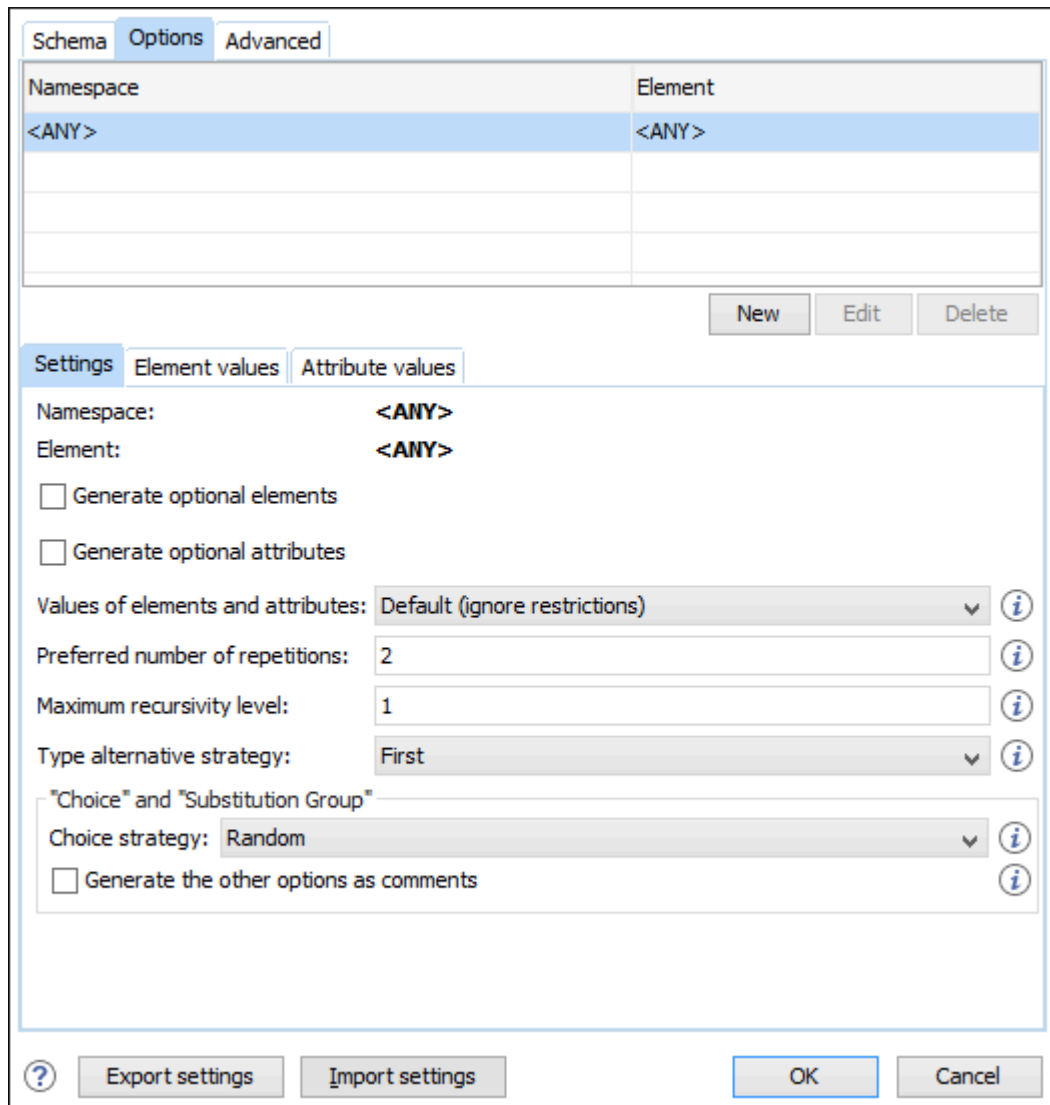 Schema Options Advanced
Namespace Element
<ANY> <ANY>
New Edit Delete
Settings Element values Attribute values
Namespace: <ANY>
Element: <ANY>
Generate optional elements
Generate optional attributes
Values of elements and attributes: Default (ignore restrictions)
Preferred number of repetitions: 2
Maximum recursivity level: 1
Type alternative strategy: First
"Choice" and "Substitution Group"
Choice strategy: Random
Generate the other options as comments
Export settings Import settings OK Cancel